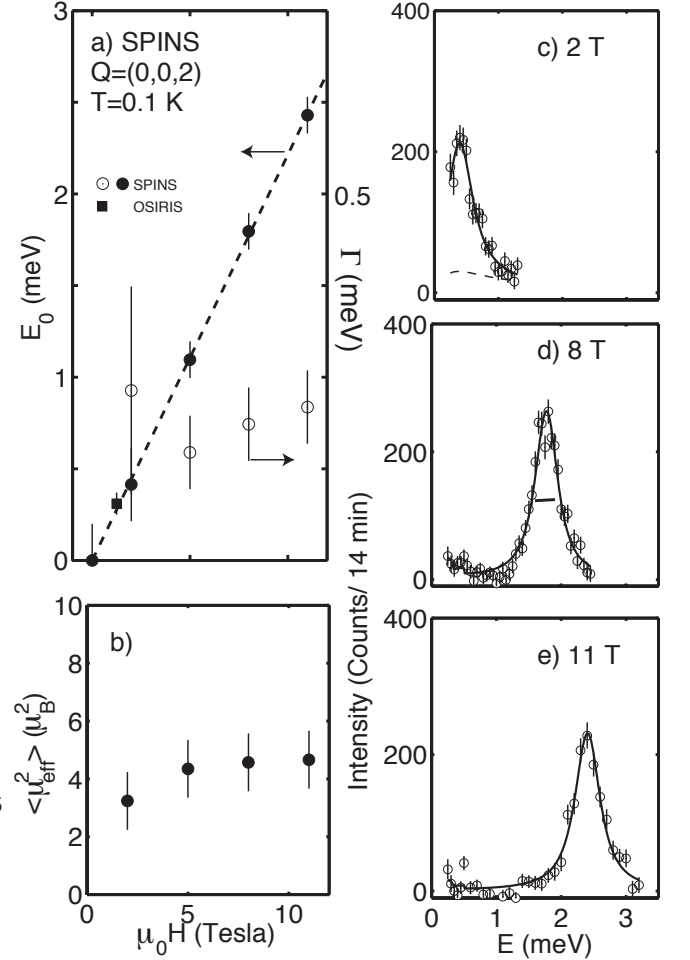 a) SPINS
Q=(0,0,2)
T=0.1 K
SPINS
OSIRIS
3
2
1
0
E₀ (meV)
0.5
Γ (meV)
b)
10
8
6
4
2
0
<μ²eff> (μ²B)
0 5 10
μ₀H (Tesla)
c) 2 T
400
200
0
d) 8 T
400
200
0
e) 11 T
400
200
0
Intensity (Counts/ 14 min)
0 1 2 3
E (meV)